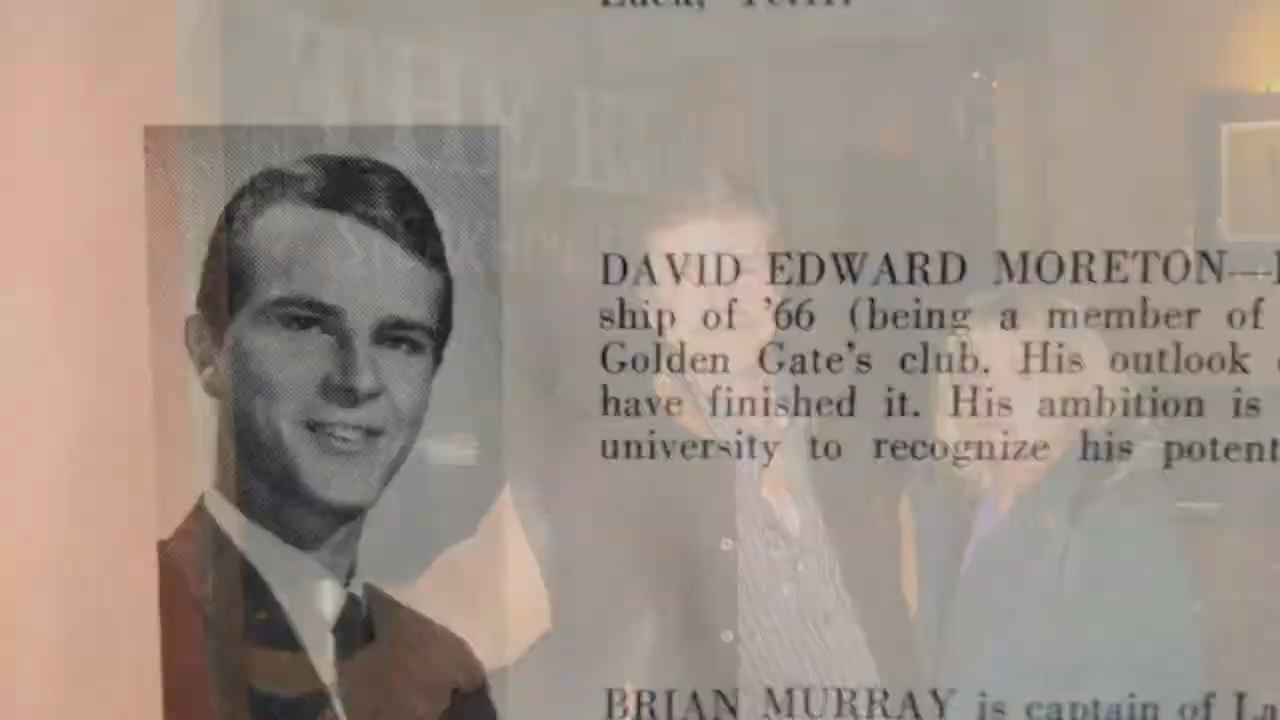 DAVID EDWARD MORETON—
ship of '66 (being a member of
Golden Gate's club. His outlook
have finished it. His ambition is
university to recognize his potent
BRIAN MURRAY is captain of La